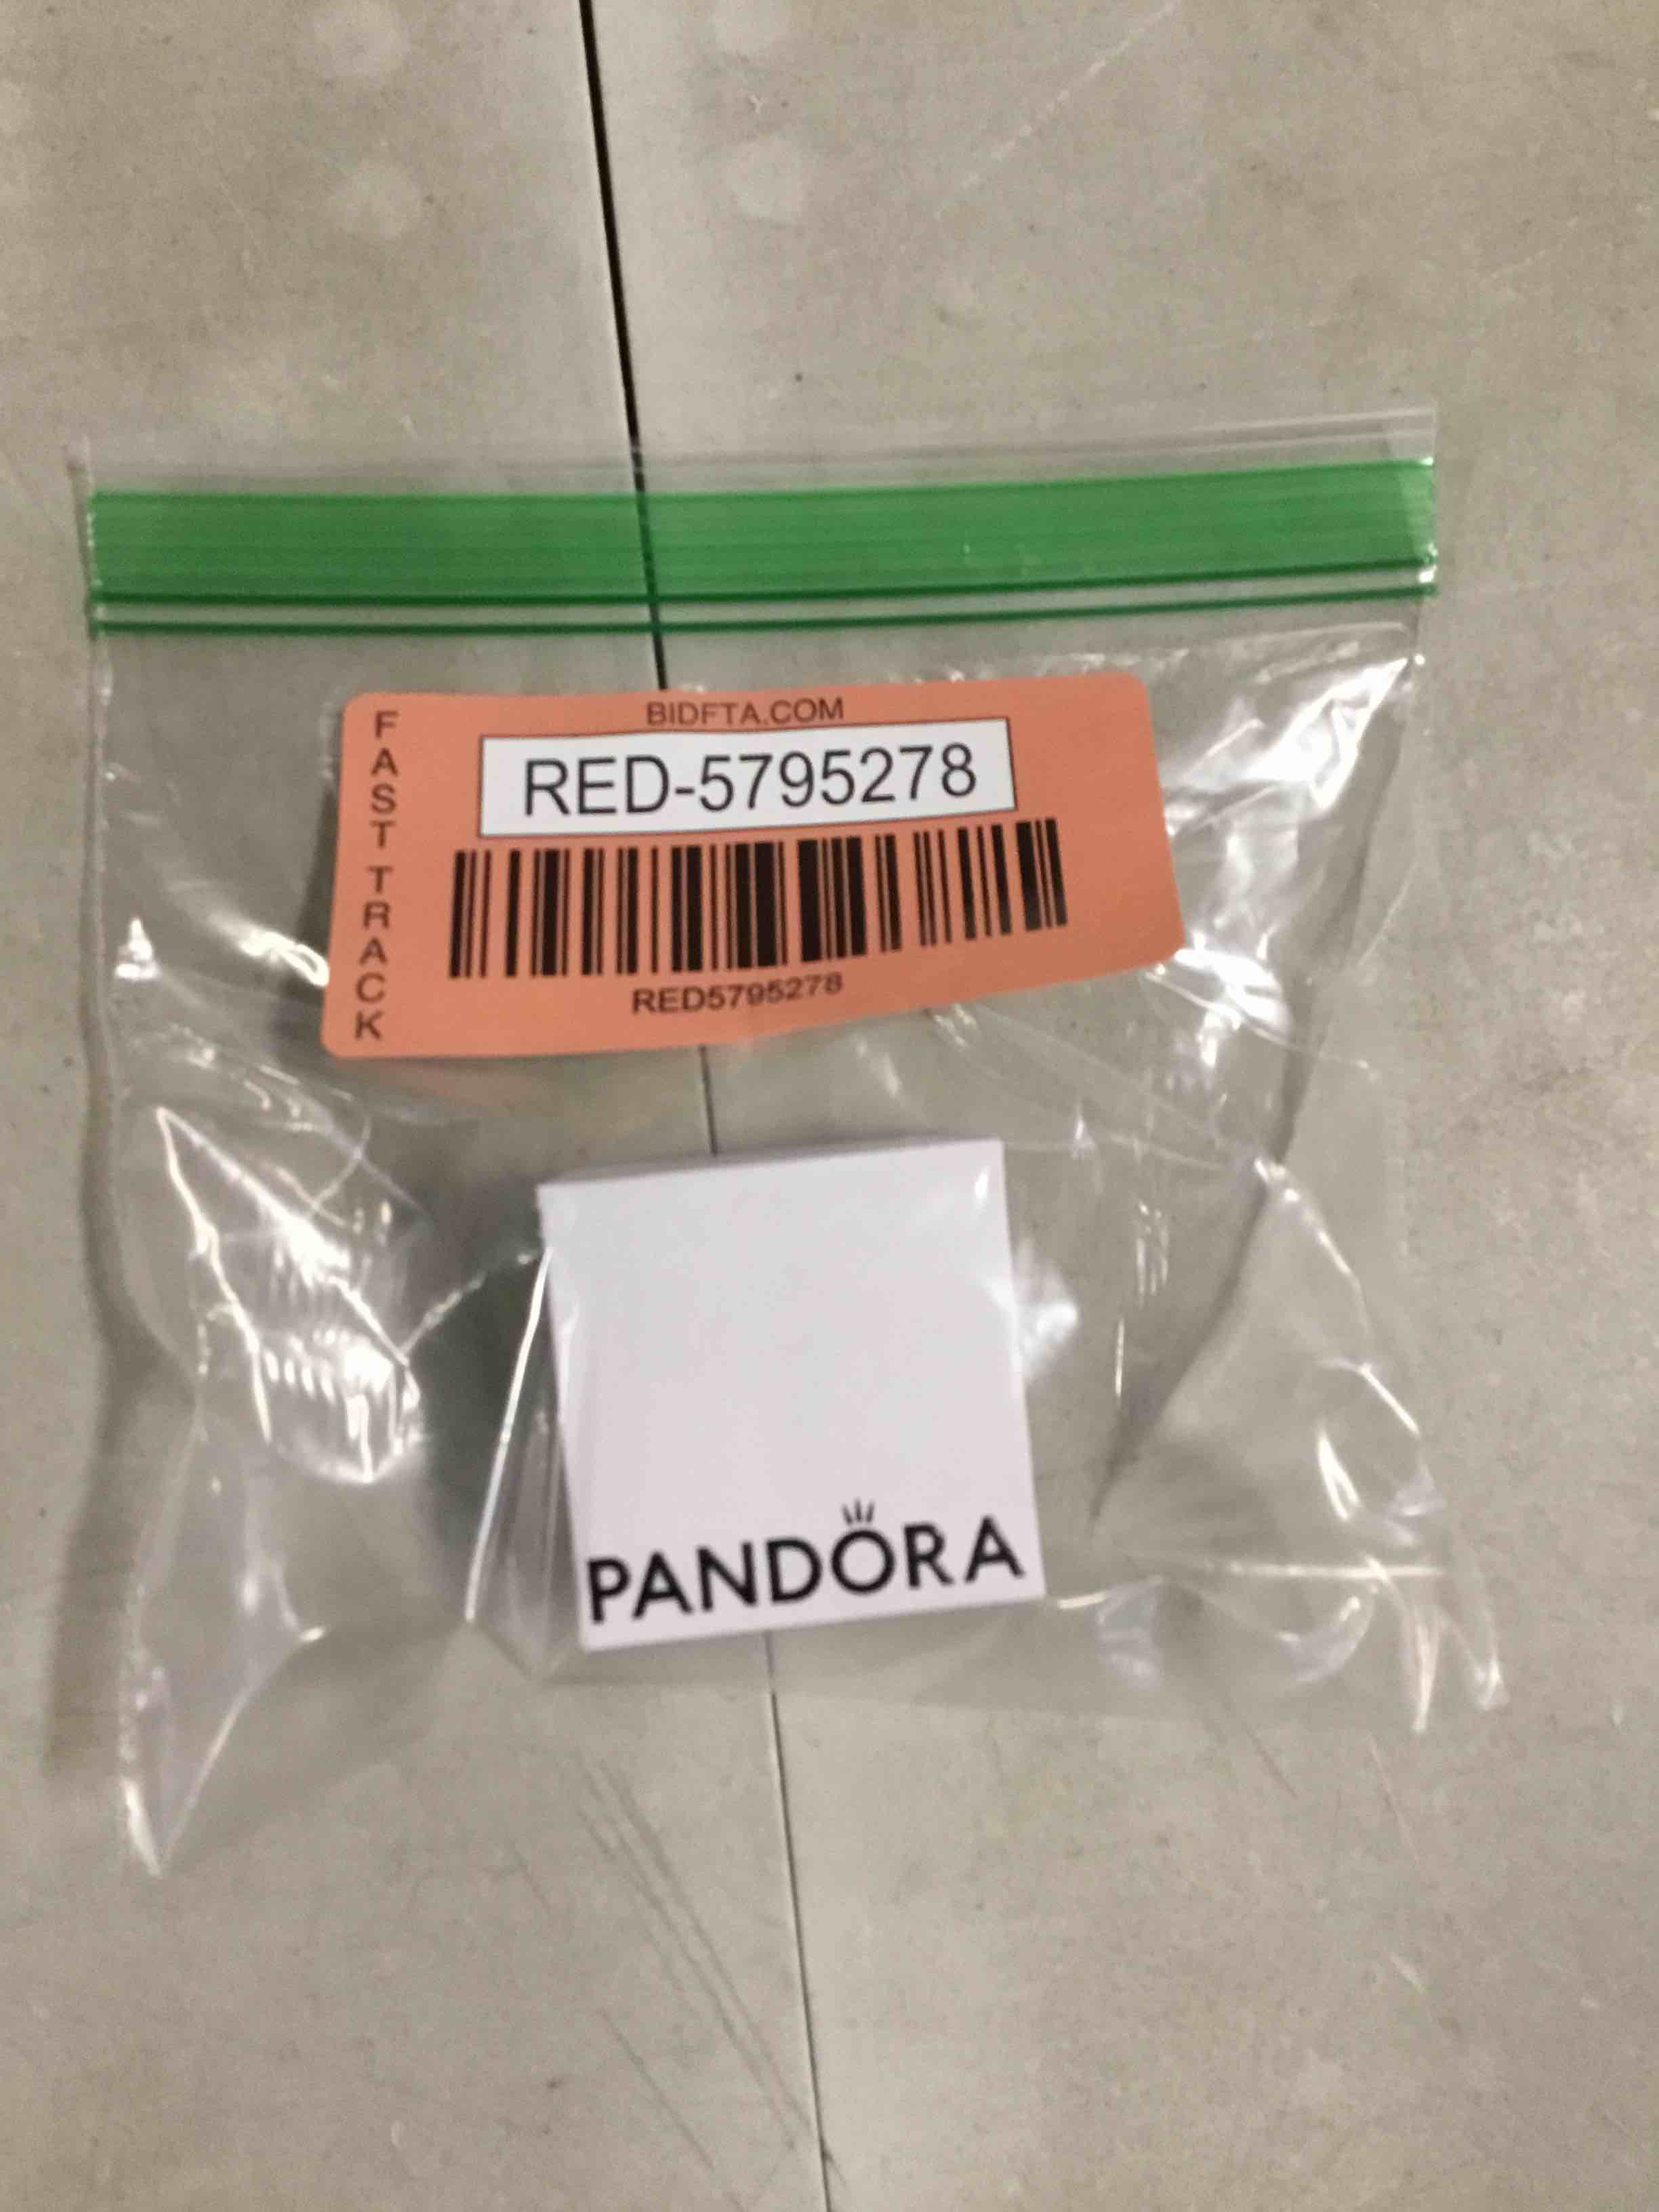 BIDFTA.COM
FAST TRACK
RED-5795278
RED5795278
PANDORA